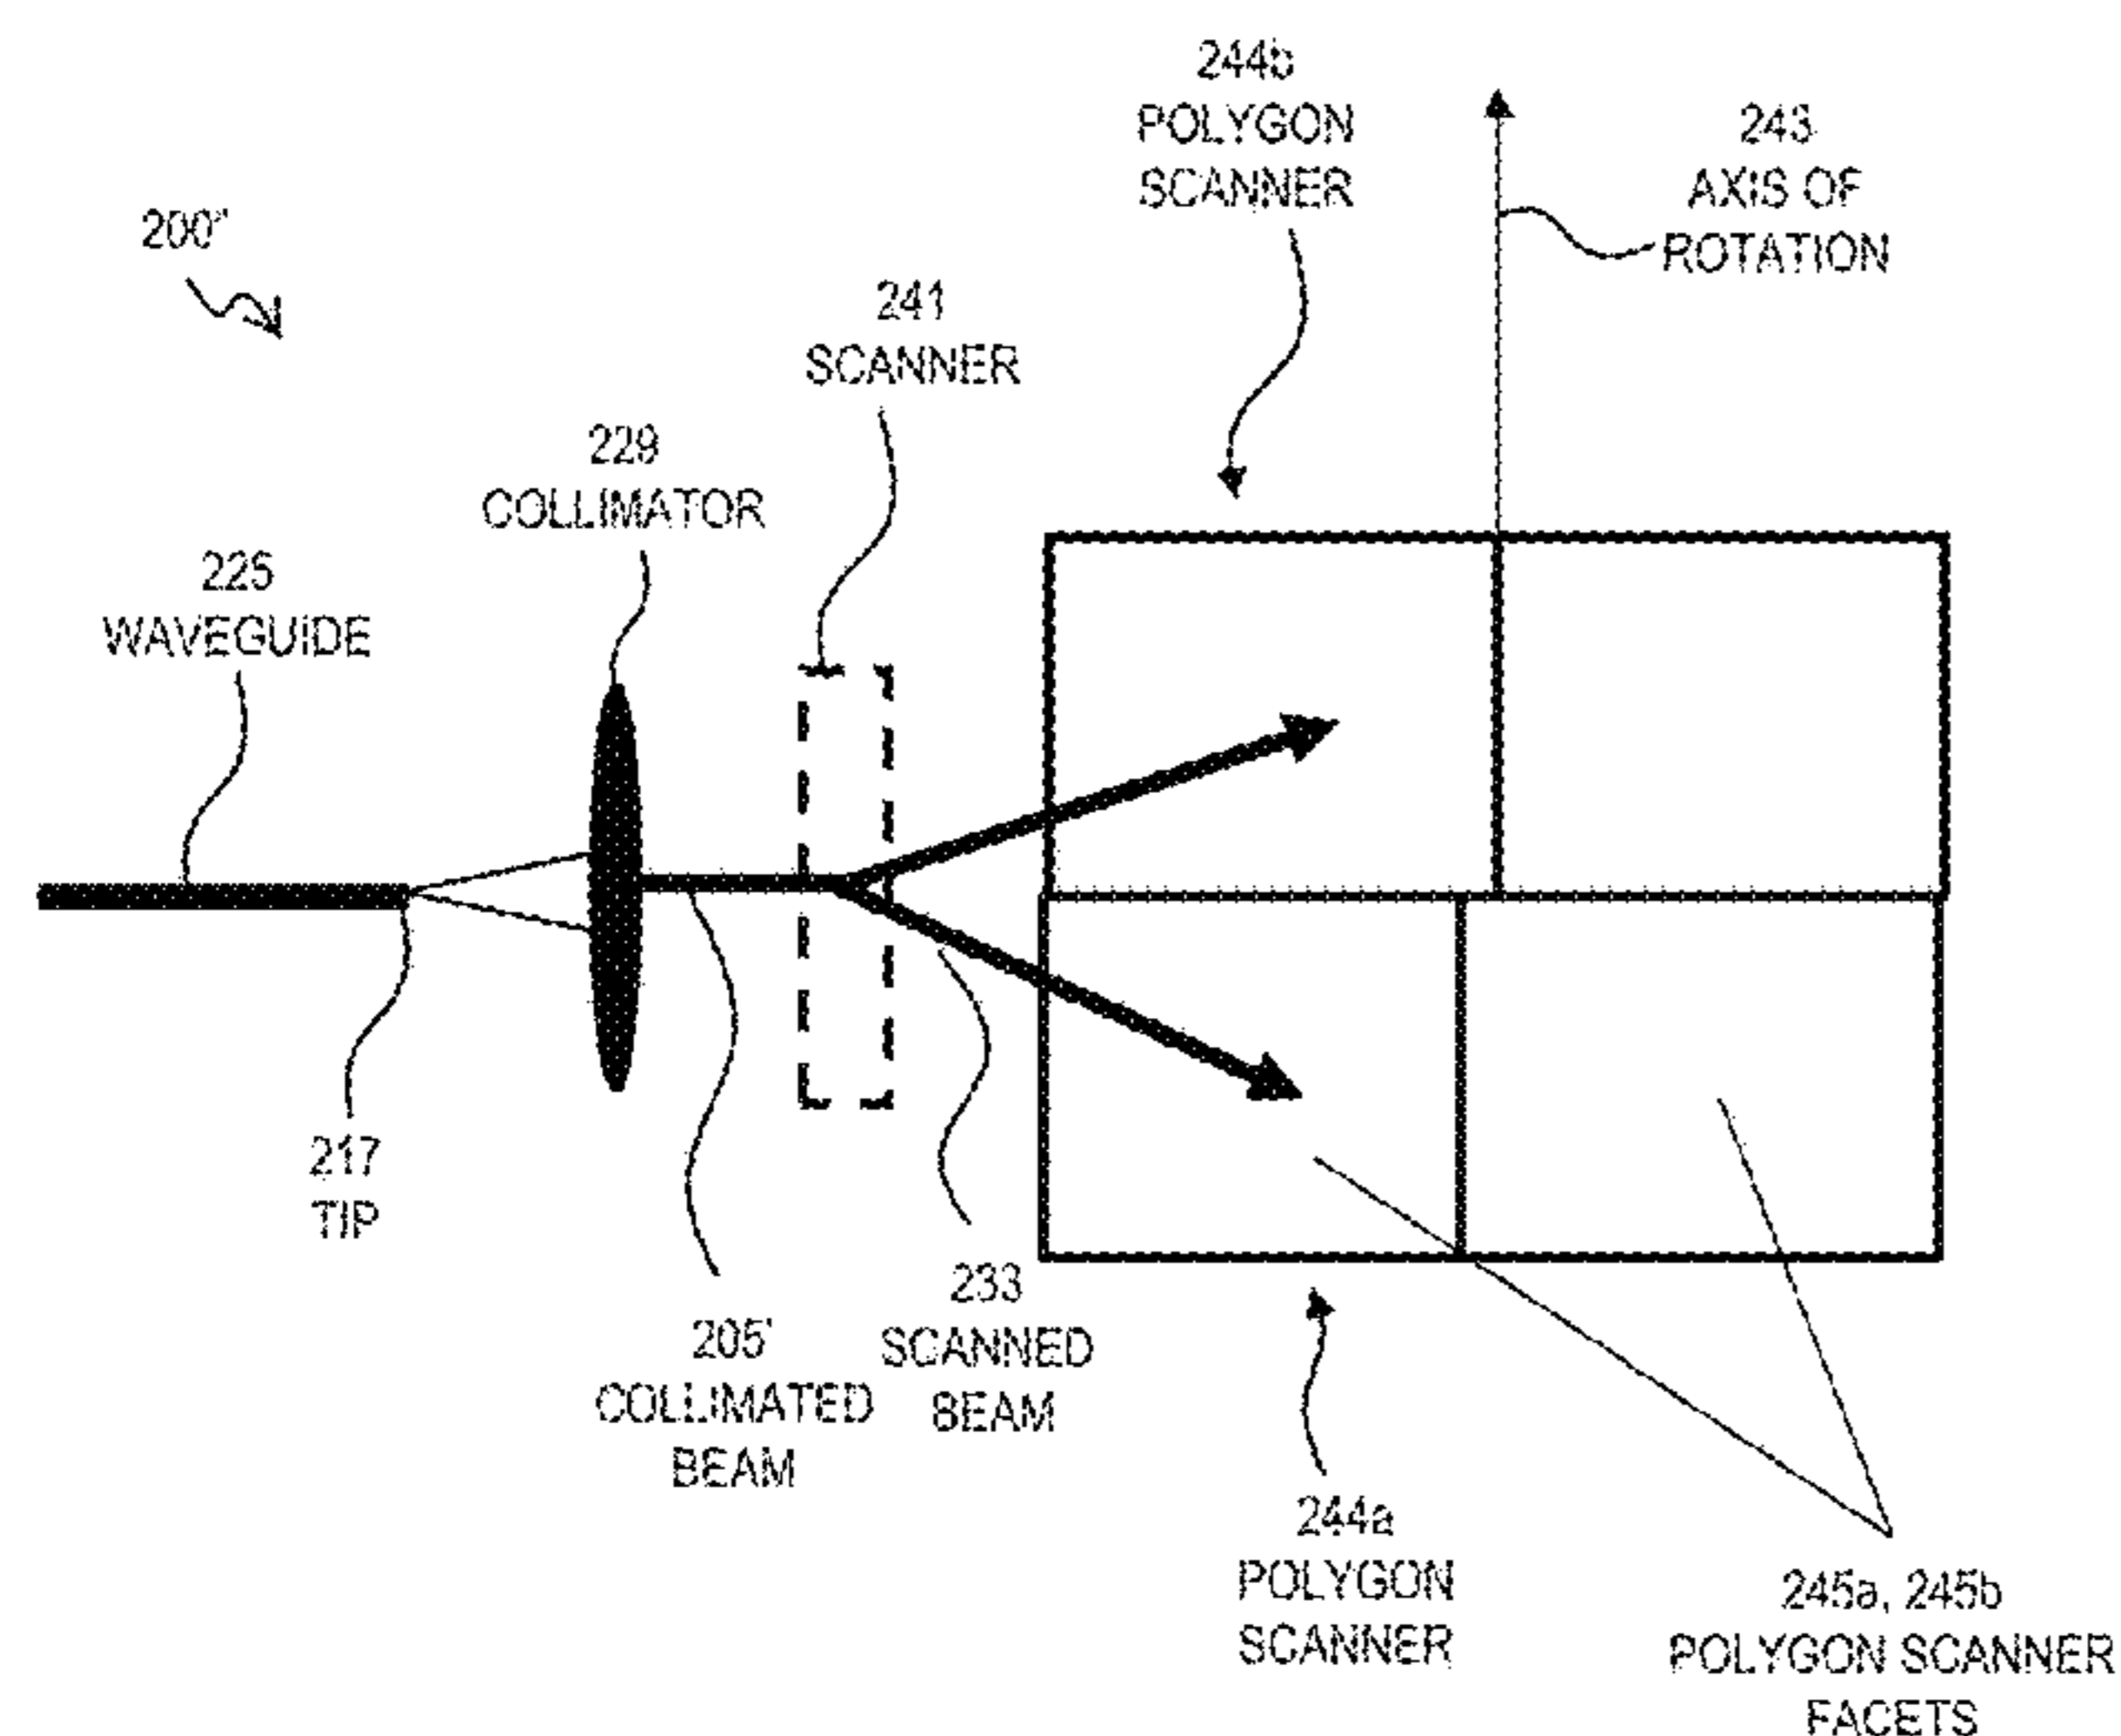 244b
POLYGON
SCANNER
243
AXIS OF
ROTATION
200"
241
SCANNER
229
COLLIMATOR
225
WAVEGUIDE
217
TIP
205'
COLLIMATED
BEAM
233
SCANNED
BEAM
244a
POLYGON
SCANNER
245a, 245b
POLYGON SCANNER
FACETS